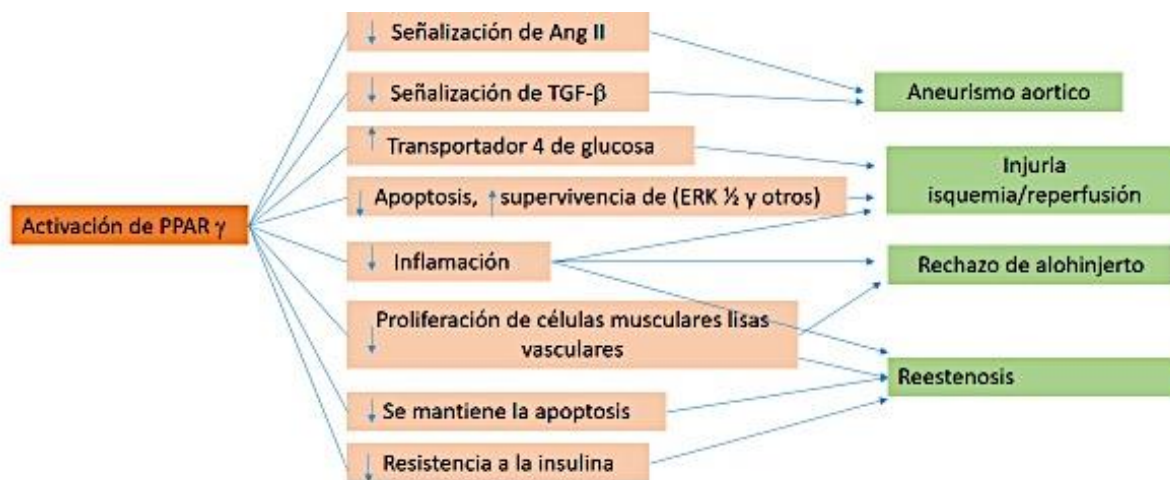 ↓ Señalización de Ang II
↓ Señalización de TGF-β
↑ Transportador 4 de glucosa
↓ Apoptosis, ↑ supervivencia de (ERK ½ y otros)
Activación de PPAR γ
↓ Inflamación
↓ Proliferación de células musculares lisas
vasculares
↓ Se mantiene la apoptosis
↓ Resistencia a la insulina
Aneurismo aortico
Injuria
isquemia/reperfusión
Rechazo de alohinjerto
Reestenosis